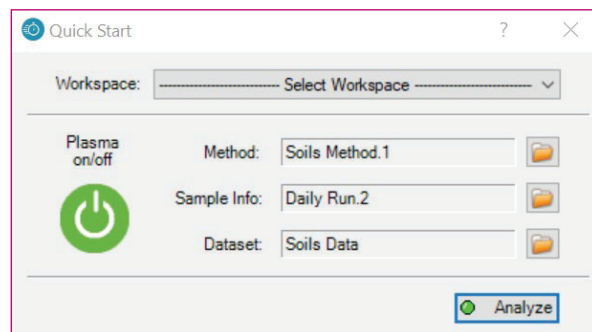 Quick Start
Workspace: ------------------------------ Select Workspace ------------------------------
Plasma
on/off
Method: Soils Method.1
Sample Info: Daily Run.2
Dataset: Soils Data
Analyze